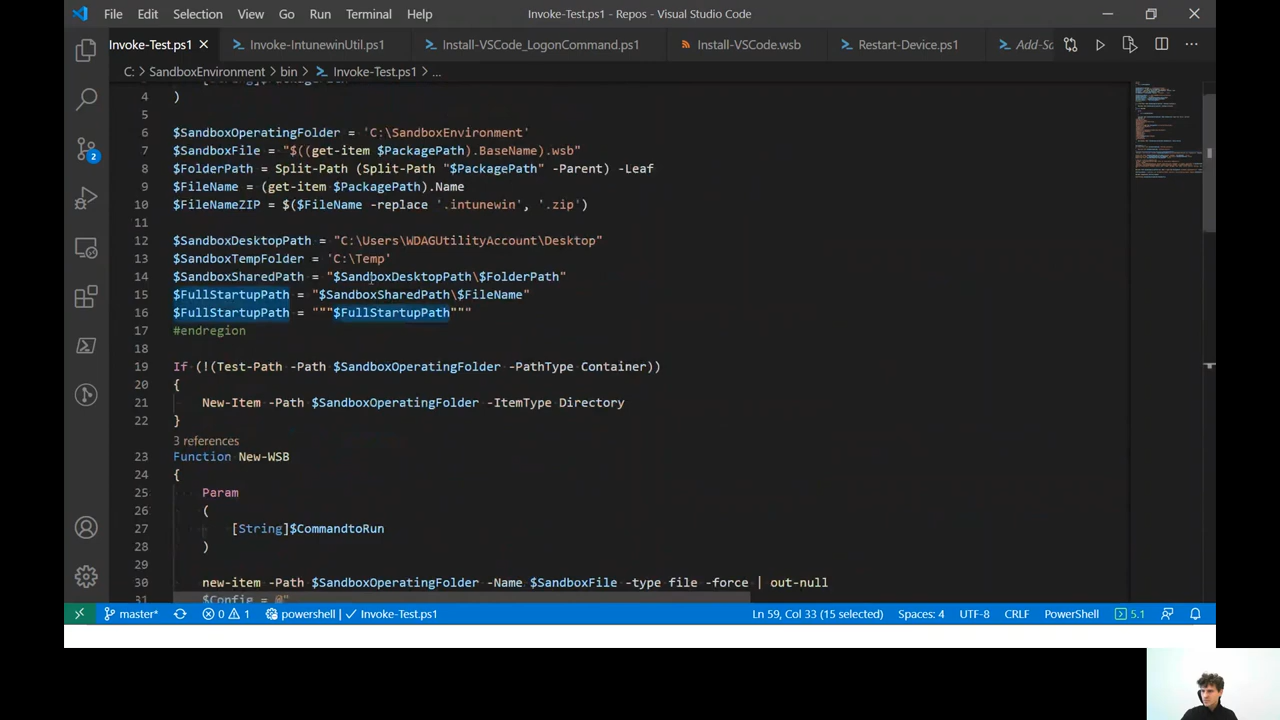 File Edit Selection View Go Run Terminal Help Invoke-Test.ps1 - Repos - Visual Studio Code
Invoke-Test.ps1 Invoke-IntunewinUtil.ps1 Install-VSCode_LogonCommand.ps1 Install-VSCode.wsb Restart-Device.ps1 Add-Sc
C: > SandboxEnvironment > bin > Invoke-Test.ps1 > ...
4 )
5
6 $SandboxOperatingFolder = 'C:\SandboxEnvironment'
7 $SandboxFile = "$((get-item $PackagePath).BaseName).wsb"
8 $FolderPath = Split-Path (Split-Path "$PackagePath" -Parent) -Leaf
9 $FileName = (get-item $PackagePath).Name
10 $FileNameZIP = $($FileName -replace '.intunewin', '.zip')
11
12 $SandboxDesktopPath = "C:\Users\WDAGUtilityAccount\Desktop"
13 $SandboxTempFolder = 'C:\Temp'
14 $SandboxSharedPath = "$SandboxDesktopPath\$FolderPath"
15 $FullStartupPath = "$SandboxSharedPath\$FileName"
16 $FullStartupPath = """$FullStartupPath"""
17 #endregion
18
19 If (!(Test-Path -Path $SandboxOperatingFolder -PathType Container))
20 {
21 New-Item -Path $SandboxOperatingFolder -ItemType Directory
22 }
3 references
23 Function New-WSB
24 {
25 Param
26 (
27 [String]$CommandtoRun
28 )
29
30 new-item -Path $SandboxOperatingFolder -Name $SandboxFile -type file -force | out-null
31 $Config = @"
2
master* 0 1 powershell | Invoke-Test.ps1 Ln 59, Col 33 (15 selected) Spaces: 4 UTF-8 CRLF PowerShell 5.1